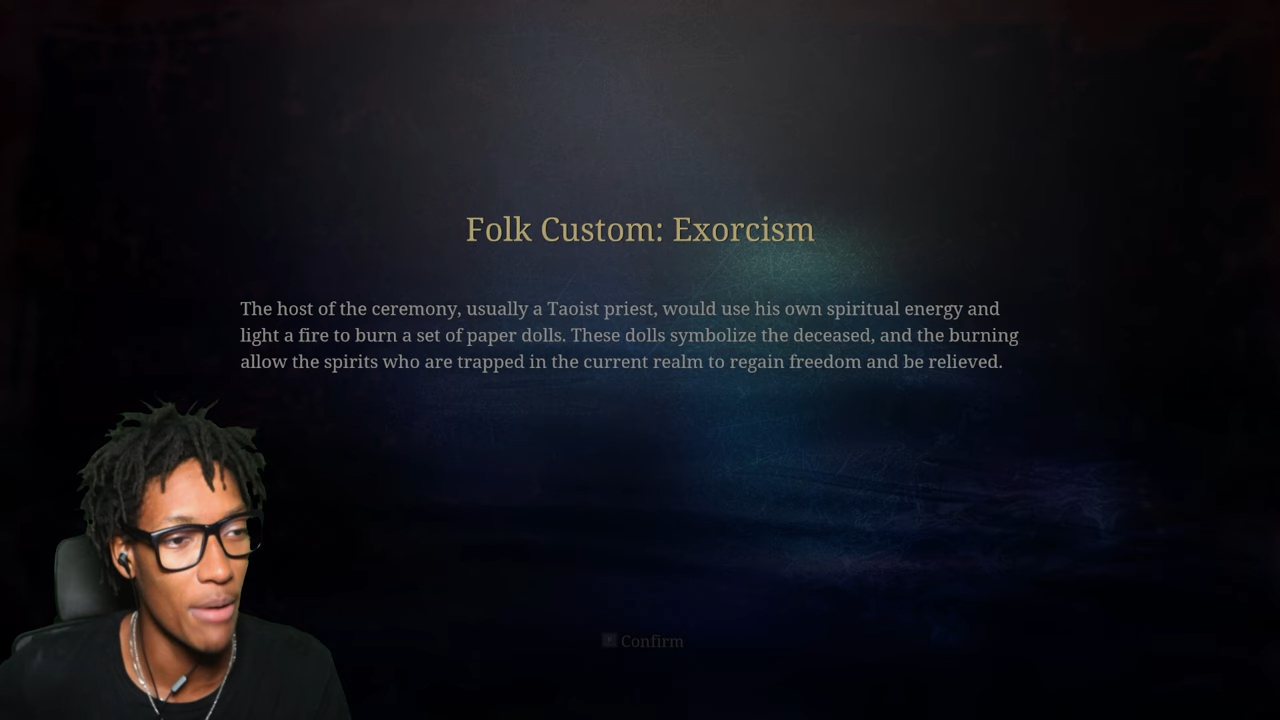 Folk Custom: Exorcism
The host of the ceremony, usually a Taoist priest, would use his own spiritual energy and
light a fire to burn a set of paper dolls. These dolls symbolize the deceased, and the burning
allow the spirits who are trapped in the current realm to regain freedom and be relieved.
Confirm